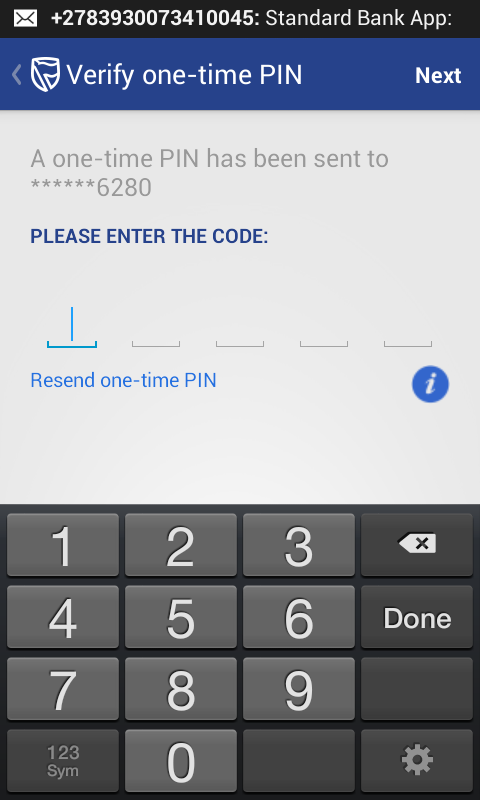 +2783930073410045: Standard Bank App:
Verify one-time PIN
Next
A one-time PIN has been sent to
******6280
PLEASE ENTER THE CODE:
Resend one-time PIN
i
1 2 3
4 5 6 Done
7 8 9
123
Sym
0